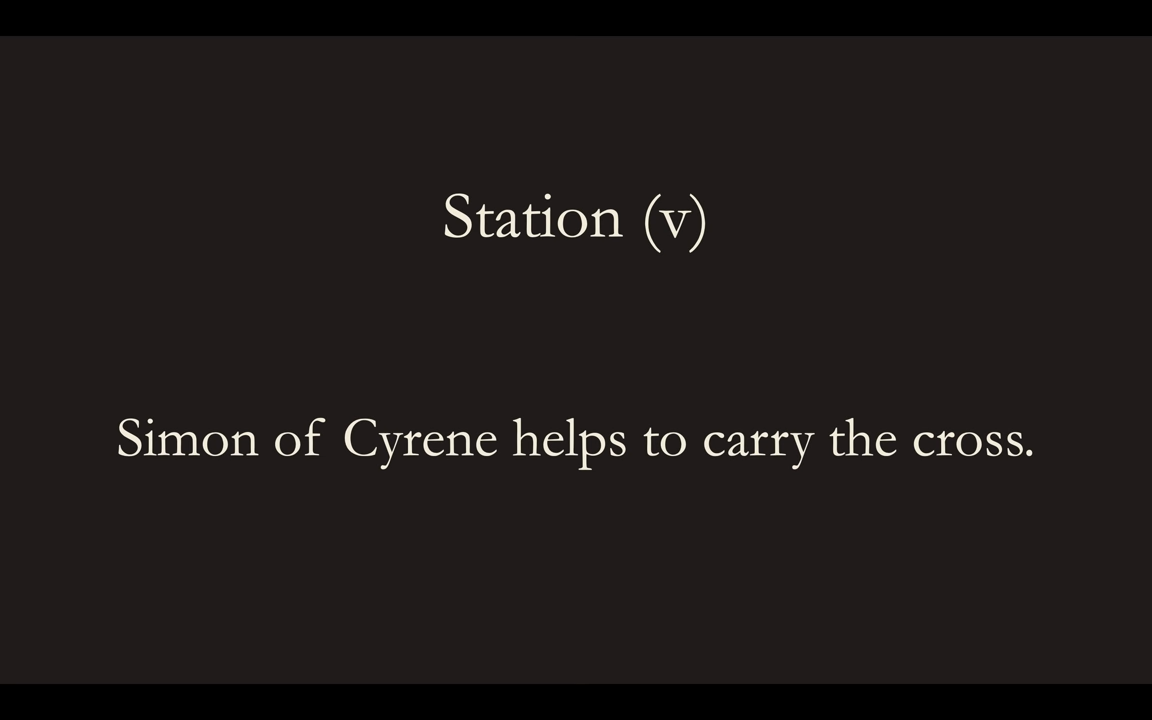 Station (v)
Simon of Cyrene helps to carry the cross.